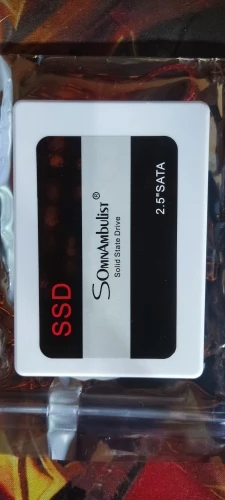 SSD
SOMNAMBULIST®
Solid State Drive
2.5"SATA